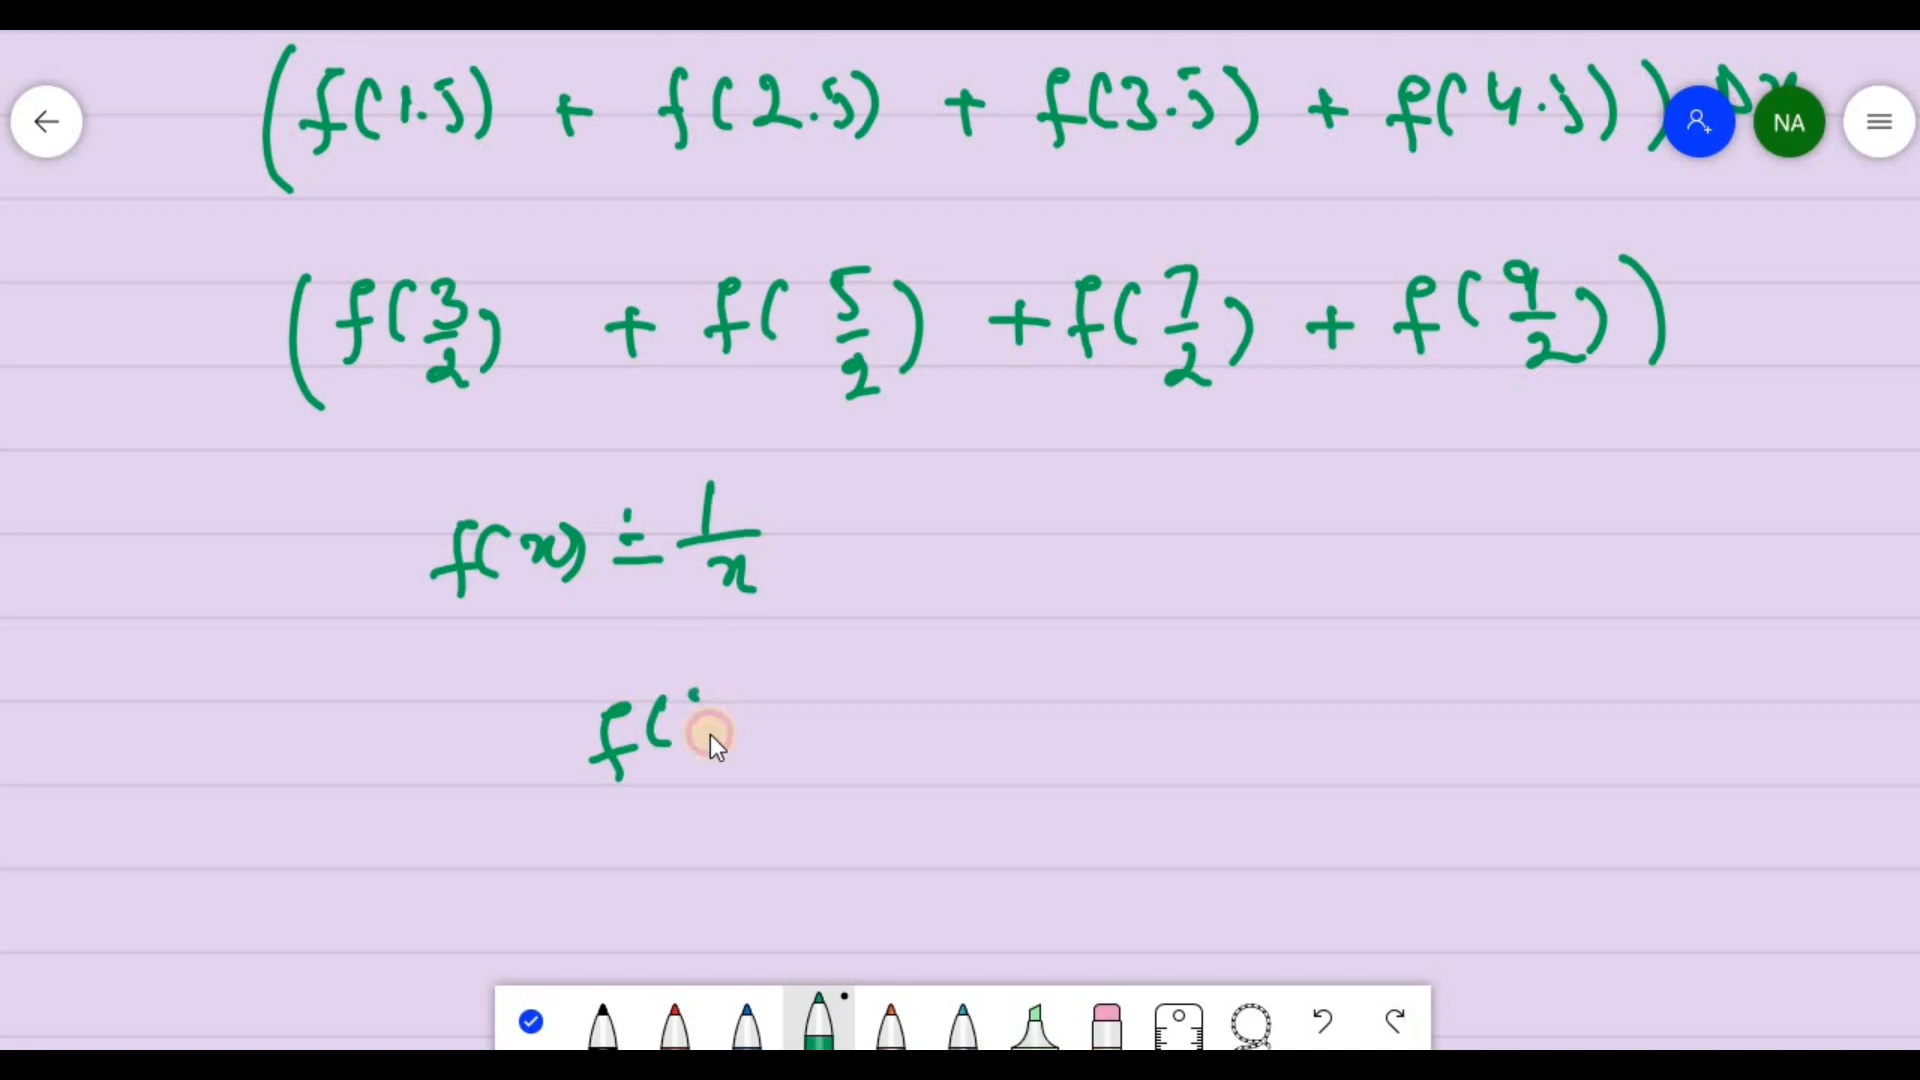 (f(1.5) + f(2.5) + f(3.5) + f(4.5)) Δx
NA
(f(3/2) + f(5/2) + f(7/2) + f(9/2))
f(x) = 1/x
f(